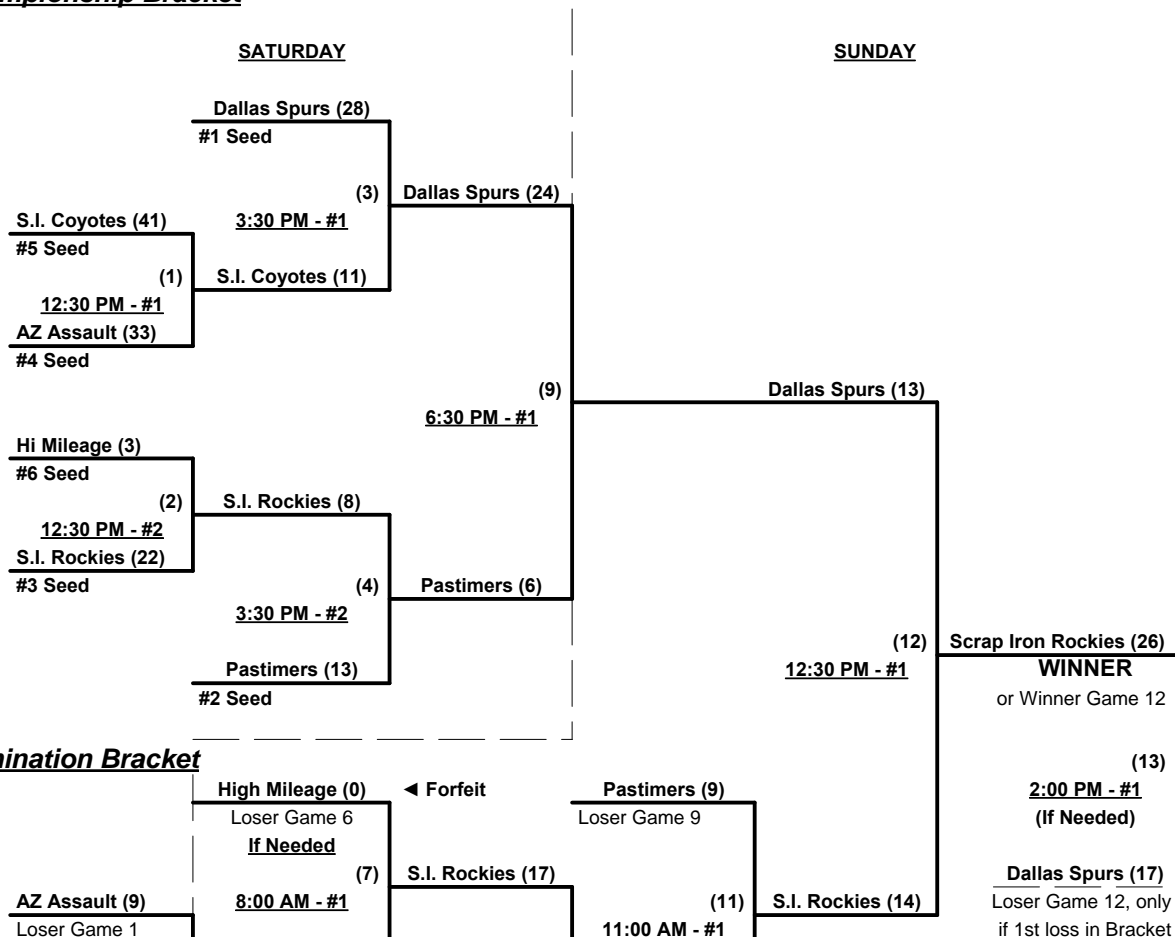 SATURDAY
SUNDAY
Dallas Spurs (28)
#1 Seed
(3)
3:30 PM - #1
Dallas Spurs (24)
S.I. Coyotes (41)
#5 Seed
(1)
12:30 PM - #1
S.I. Coyotes (11)
AZ Assault (33)
#4 Seed
(9)
6:30 PM - #1
Dallas Spurs (13)
Hi Mileage (3)
#6 Seed
(2)
12:30 PM - #2
S.I. Rockies (8)
S.I. Rockies (22)
#3 Seed
(4)
3:30 PM - #2
Pastimers (6)
Pastimers (13)
#2 Seed
(12)
12:30 PM - #1
Scrap Iron Rockies (26)
WINNER
or Winner Game 12
Bracket
(13)
2:00 PM - #1
(If Needed)
High Mileage (0) ◄ Forfeit
Loser Game 6
If Needed
(7)
8:00 AM - #1
S.I. Rockies (17)
Pastimers (9)
Loser Game 9
(11)
11:00 AM - #1
S.I. Rockies (14)
Dallas Spurs (17)
Loser Game 12, only
if 1st loss in Bracket
AZ Assault (9)
Loser Game 1